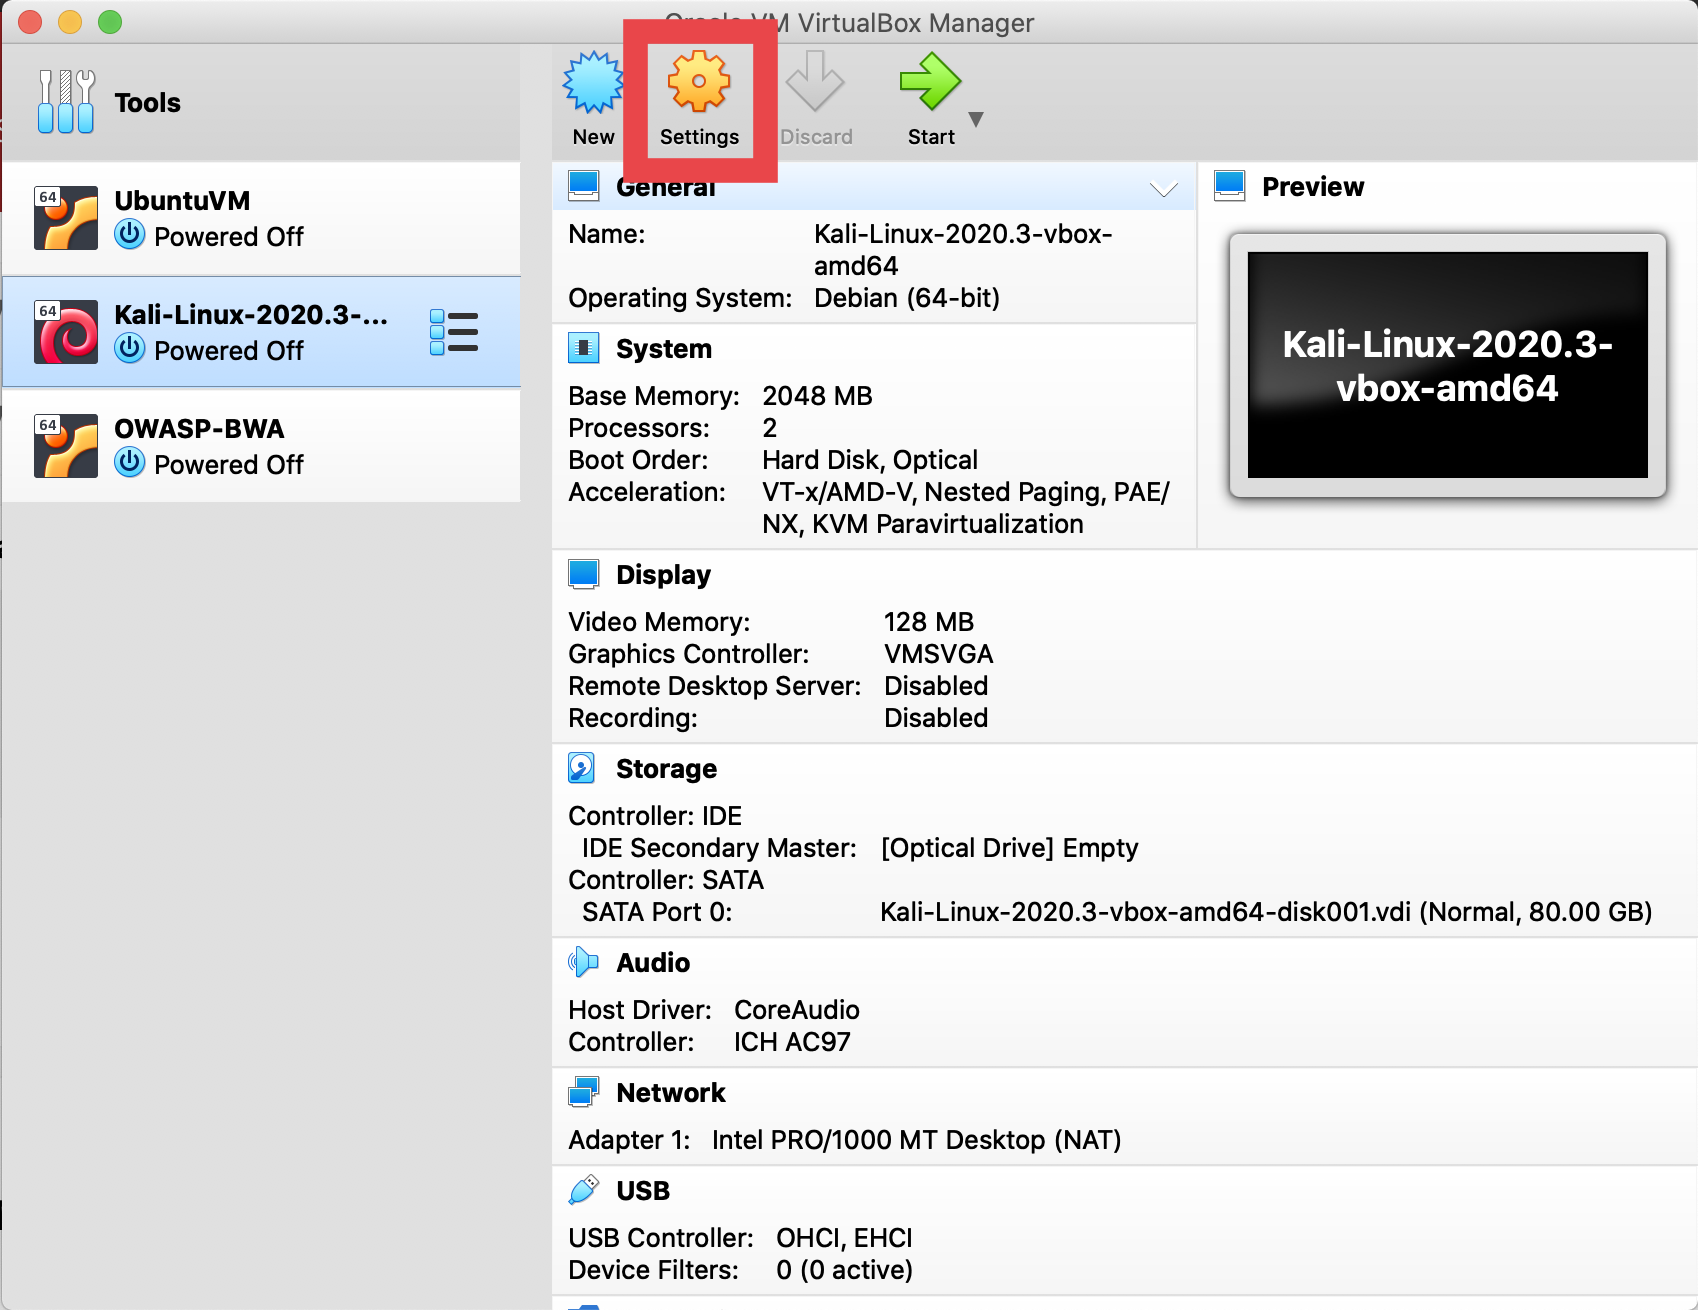 Oracle VM VirtualBox Manager
Tools
New
Settings
Discard
Start
64
UbuntuVM
Powered Off
64
Kali-Linux-2020.3-...
Powered Off
64
OWASP-BWA
Powered Off
General
Name: Kali-Linux-2020.3-vbox-
amd64
Operating System: Debian (64-bit)
System
Base Memory: 2048 MB
Processors: 2
Boot Order: Hard Disk, Optical
Acceleration: VT-x/AMD-V, Nested Paging, PAE/
NX, KVM Paravirtualization
Preview
Kali-Linux-2020.3-
vbox-amd64
Display
Video Memory: 128 MB
Graphics Controller: VMSVGA
Remote Desktop Server: Disabled
Recording: Disabled
Storage
Controller: IDE
IDE Secondary Master: [Optical Drive] Empty
Controller: SATA
SATA Port 0: Kali-Linux-2020.3-vbox-amd64-disk001.vdi (Normal, 80.00 GB)
Audio
Host Driver: CoreAudio
Controller: ICH AC97
Network
Adapter 1: Intel PRO/1000 MT Desktop (NAT)
USB
USB Controller: OHCI, EHCI
Device Filters: 0 (0 active)